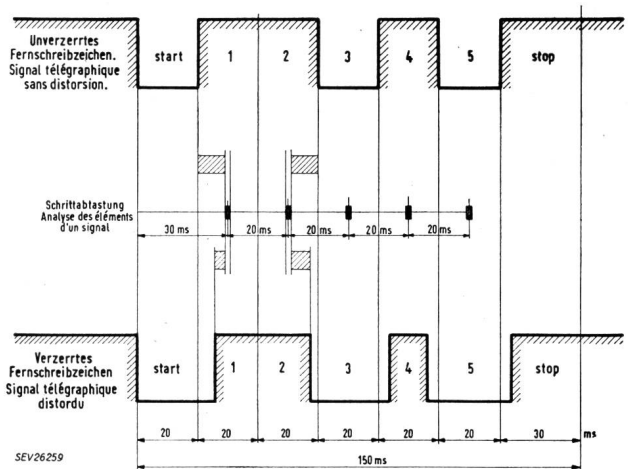 Unverzerrtes
Fernschreibzeichen.
Signal télégraphique
sans distorsion.
start 1 2 3 4 5 stop
Schrittabtastung
Analyse des éléments
d'un signal
30 ms 20 ms 20 ms 20 ms 20 ms
Verzerrtes
Fernschreibzeichen
Signal télégraphique
distordu
start 1 2 3 4 5 stop
20 20 20 20 20 20 30 ms
150 ms
SEV26259